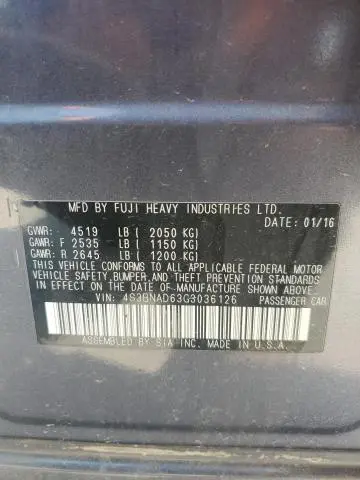 MFD BY FUJI HEAVY INDUSTRIES LTD.
DATE: 01/16
GVWR: 4519 LB ( 2050 KG)
GAWR: F 2535 LB ( 1150 KG)
GAWR: R 2645 LB ( 1200 KG)
THIS VEHICLE CONFORMS TO ALL APPLICABLE FEDERAL MOTOR
VEHICLE SAFETY, BUMPER, AND THEFT PREVENTION STANDARDS
IN EFFECT ON THE DATE OF MANUFACTURE SHOWN ABOVE.
VIN: 4S3BNAD63G3036126 PASSENGER CAR
ASSEMBLED BY SIA INC. MADE IN U.S.A.